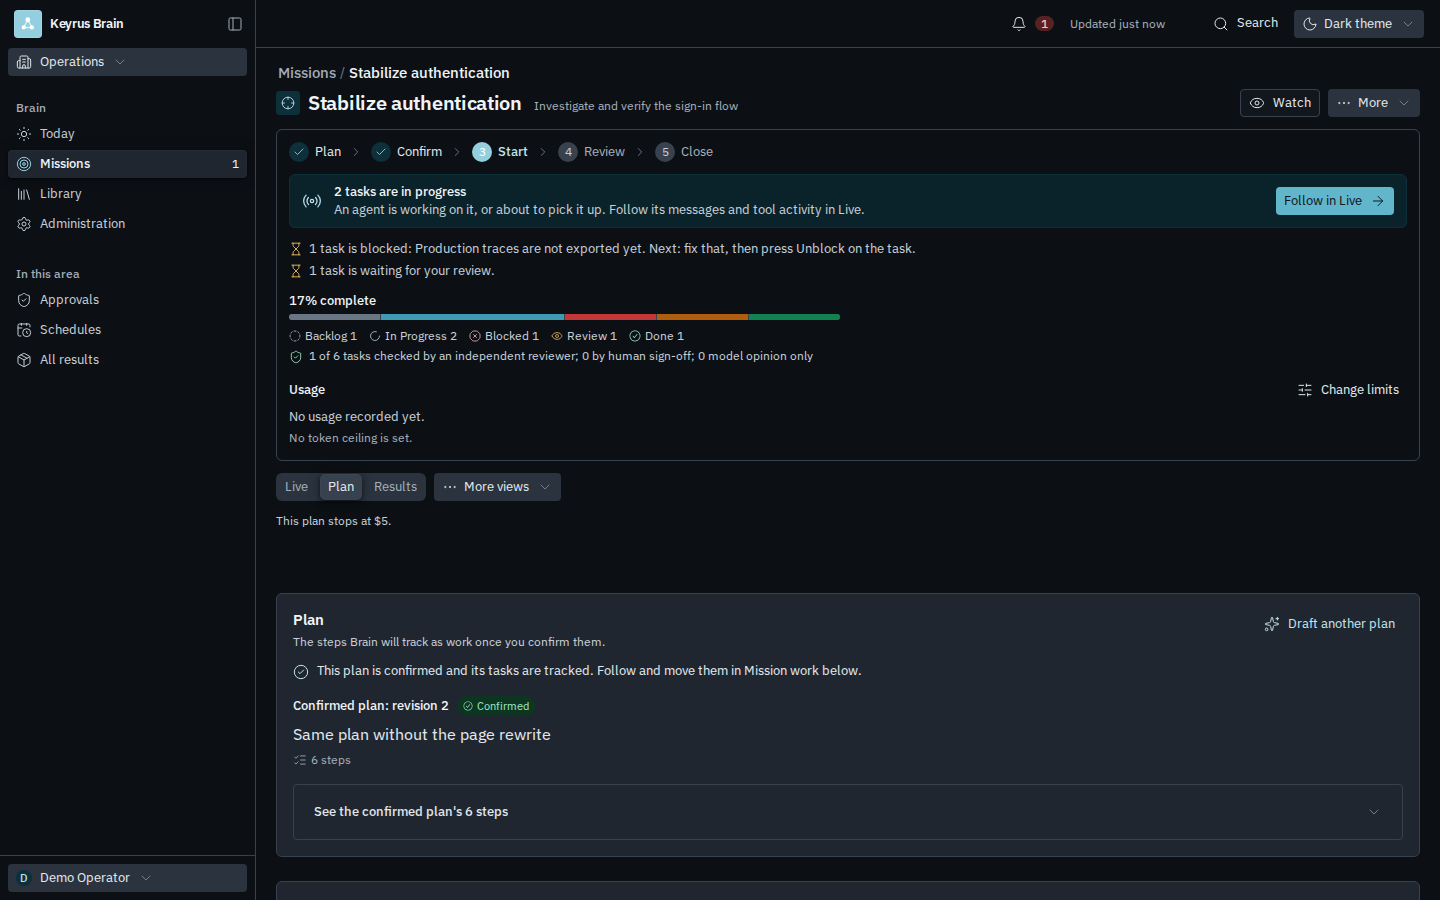 Keyrus Brain
1
Updated just now
Search
Dark theme
Operations
Brain
Today
Missions 1
Library
Administration
In this area
Approvals
Schedules
All results
Demo Operator
D
Missions / Stabilize authentication
Stabilize authentication
Investigate and verify the sign-in flow
Watch
More
Plan
Confirm
3 Start
4 Review
5 Close
2 tasks are in progress
An agent is working on it, or about to pick it up. Follow its messages and tool activity in Live.
Follow in Live
1 task is blocked: Production traces are not exported yet. Next: fix that, then press Unblock on the task.
1 task is waiting for your review.
17% complete
Backlog 1 In Progress 2 Blocked 1 Review 1 Done 1
1 of 6 tasks checked by an independent reviewer; 0 by human sign-off; 0 model opinion only
Usage
Change limits
No usage recorded yet.
No token ceiling is set.
Live
Plan
Results
More views
This plan stops at $5.
Plan
The steps Brain will track as work once you confirm them.
Draft another plan
This plan is confirmed and its tasks are tracked. Follow and move them in Mission work below.
Confirmed plan: revision 2 Confirmed
Same plan without the page rewrite
6 steps
See the confirmed plan's 6 steps